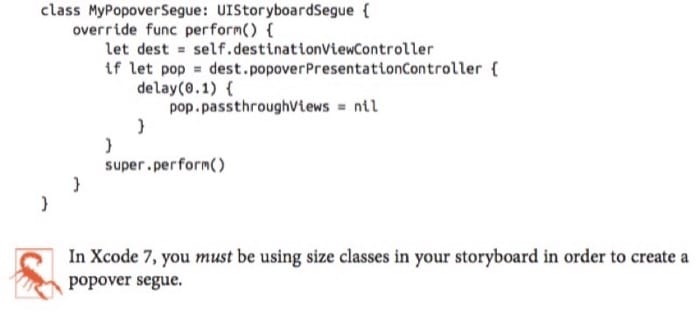 class MyPopoverSegue: UIStoryboardSegue {
    override func perform() {
        let dest = self.destinationViewController
        if let pop = dest.popoverPresentationController {
            delay(0.1) {
                pop.passthroughViews = nil
            }
        }
        super.perform()
    }
}
In Xcode 7, you must be using size classes in your storyboard in order to create a
popover segue.